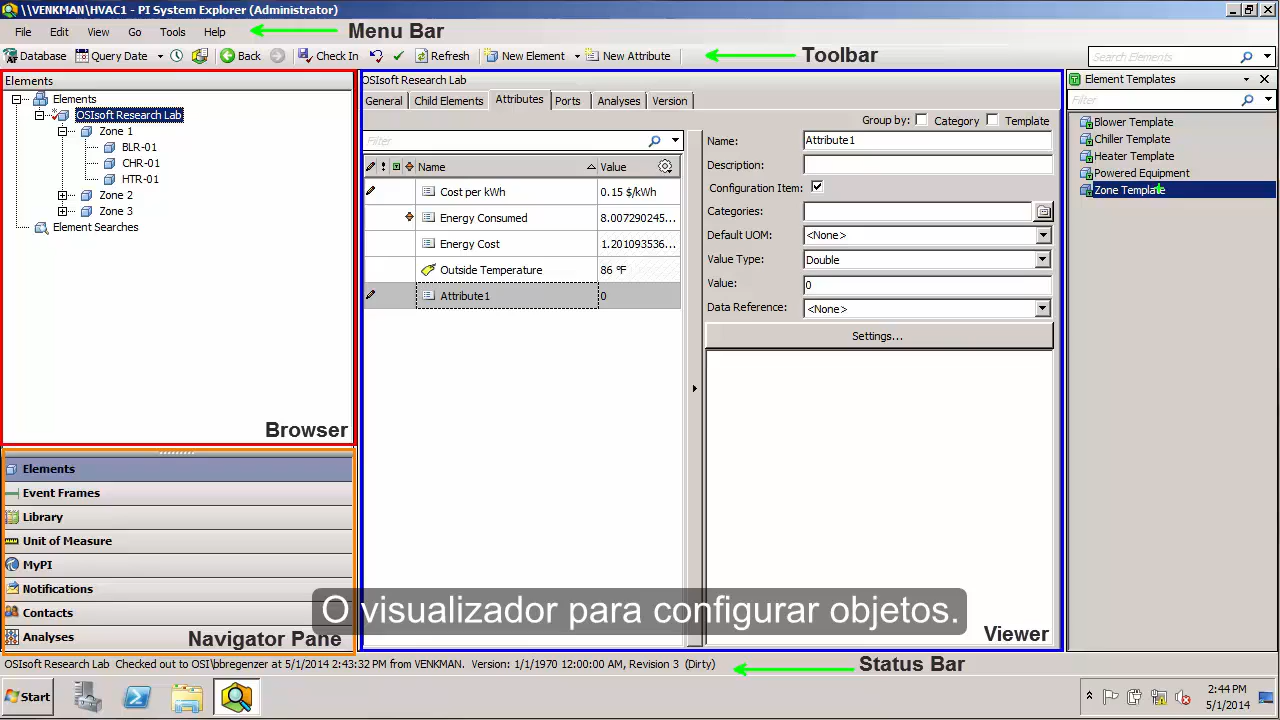 \\VENKMAN\HVAC1 - PI System Explorer (Administrator)
File Edit View Go Tools Help
Menu Bar
Database Query Date Back Check In Refresh New Element New Attribute
Toolbar
Search Elements
Elements
Elements
OSIsoft Research Lab
Zone 1
BLR-01
CHR-01
HTR-01
Zone 2
Zone 3
Element Searches
Browser
Elements
Event Frames
Library
Unit of Measure
MyPI
Notifications
Contacts
Analyses
Navigator Pane
OSIsoft Research Lab
General Child Elements Attributes Ports Analyses Version
Group by: Category Template
Filter
Name Value
Cost per kWh 0.15 $/kWh
Energy Consumed 8.007290245...
Energy Cost 1.201093536...
Outside Temperature 86 °F
Attribute1 0
Name: Attribute1
Description:
Configuration Item:
Categories:
Default UOM: <None>
Value Type: Double
Value: 0
Data Reference: <None>
Settings...
O visualizador para configurar objetos.
Viewer
Element Templates
Filter
Blower Template
Chiller Template
Heater Template
Powered Equipment
Zone Template
OSIsoft Research Lab Checked out to OSI\bbregenzer at 5/1/2014 2:43:32 PM from VENKMAN. Version: 1/1/1970 12:00:00 AM, Revision 3 (Dirty)
Status Bar
Start
2:44 PM
5/1/2014